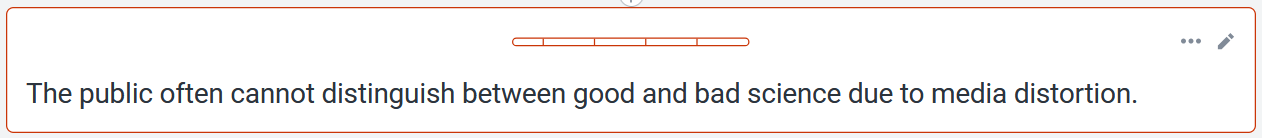 The public often cannot distinguish between good and bad science due to media distortion.